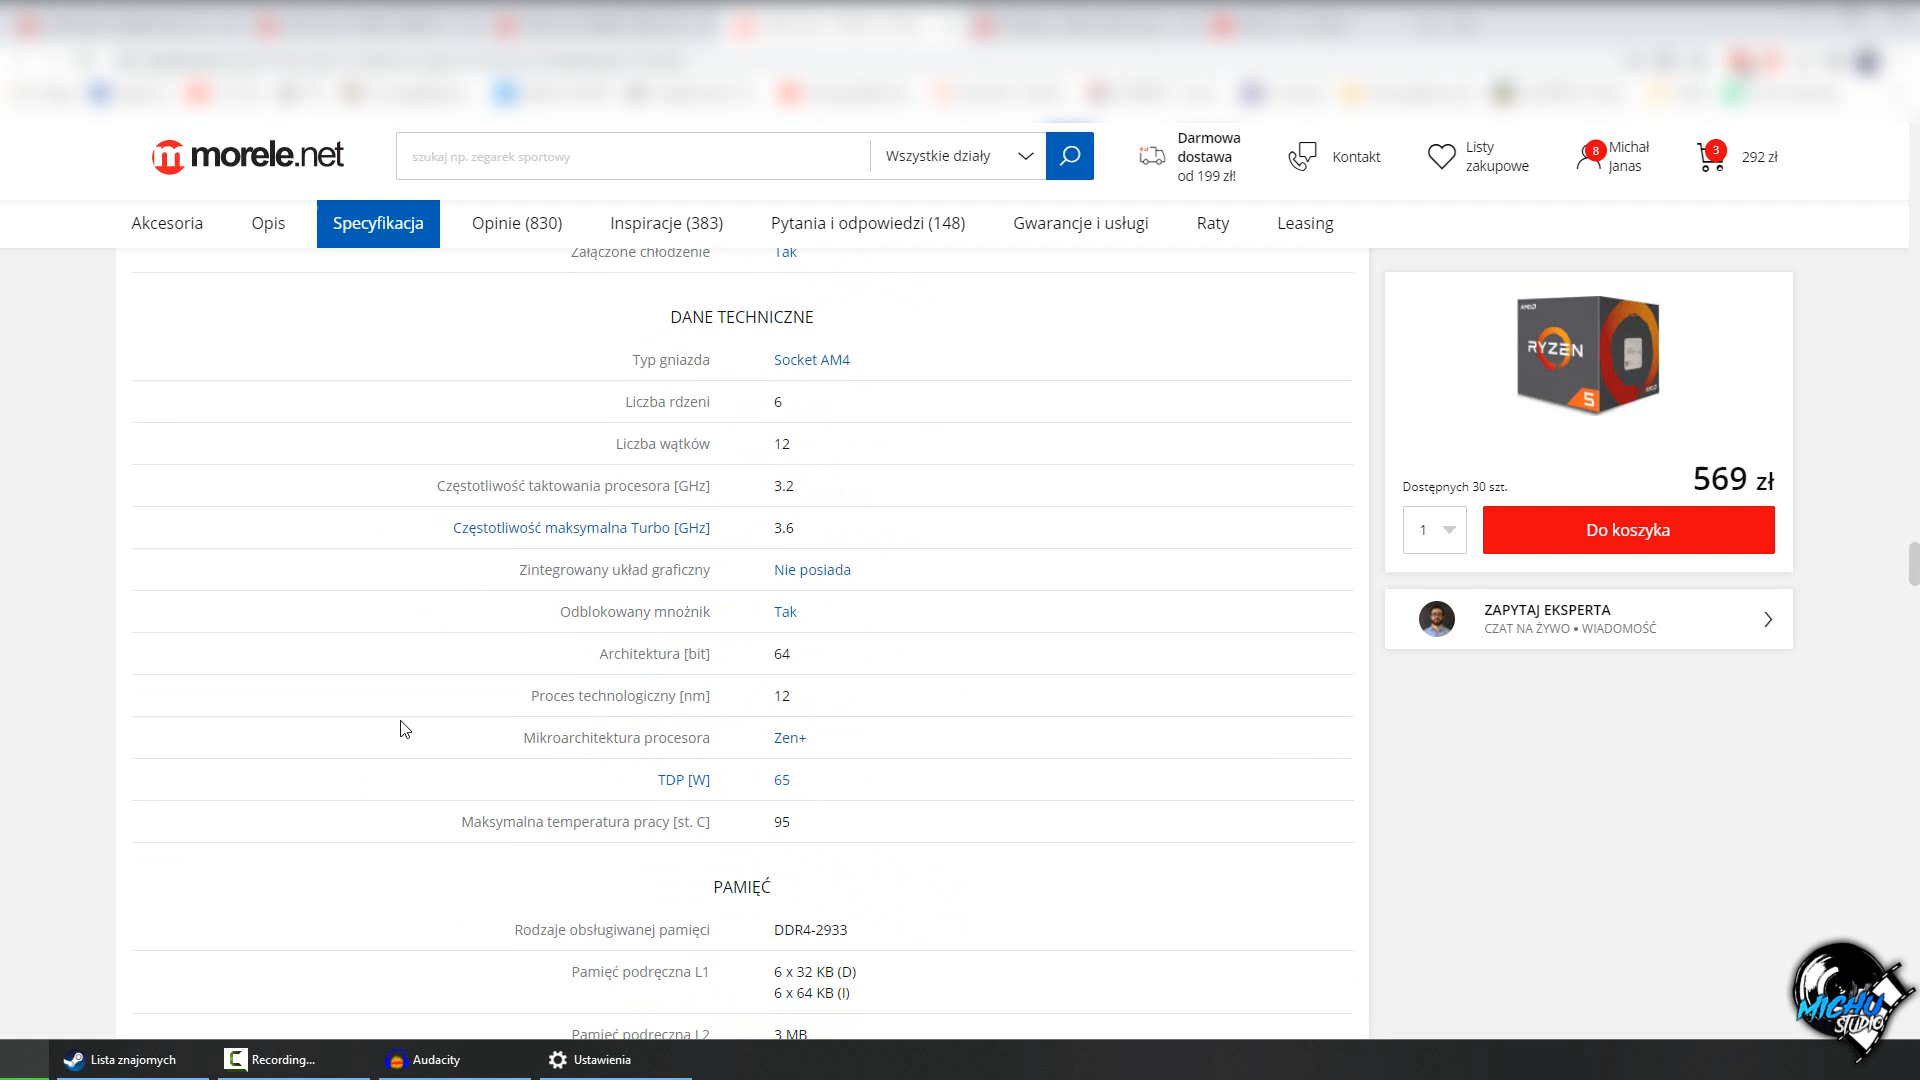 morele.net
szukaj np. zegarek sportowy
Wszystkie działy
Darmowa
dostawa
od 199 zł!
Kontakt
Listy
zakupowe
8
Michał
Janas
3
292 zł
Akcesoria
Opis
Specyfikacja
Opinie (830)
Inspiracje (383)
Pytania i odpowiedzi (148)
Gwarancje i usługi
Raty
Leasing
Załączone chłodzenie Tak
DANE TECHNICZNE
Typ gniazda Socket AM4
Liczba rdzeni 6
Liczba wątków 12
Częstotliwość taktowania procesora [GHz] 3.2
Częstotliwość maksymalna Turbo [GHz] 3.6
Zintegrowany układ graficzny Nie posiada
Odblokowany mnożnik Tak
Architektura [bit] 64
Proces technologiczny [nm] 12
Mikroarchitektura procesora Zen+
TDP [W] 65
Maksymalna temperatura pracy [st. C] 95
PAMIĘĆ
Rodzaje obsługiwanej pamięci DDR4-2933
Pamięć podręczna L1 6 x 32 KB (D)
6 x 64 KB (I)
Pamięć podręczna L2 3 MB
AMD
RYZEN
5
AMD
Dostępnych 30 szt.
569 zł
1
Do koszyka
ZAPYTAJ EKSPERTA
CZAT NA ŻYWO • WIADOMOŚĆ
MICHU
STUDIO
Lista znajomych
Recording...
Audacity
Ustawienia